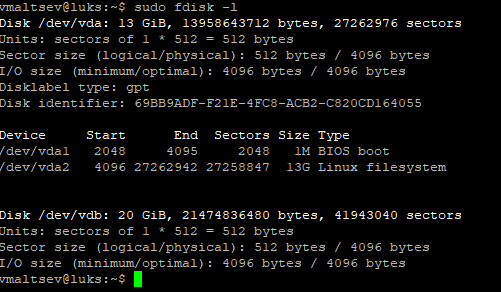 vmaltsev@luks:~$ sudo fdisk -l
Disk /dev/vda: 13 GiB, 13958643712 bytes, 27262976 sectors
Units: sectors of 1 * 512 = 512 bytes
Sector size (logical/physical): 512 bytes / 4096 bytes
I/O size (minimum/optimal): 4096 bytes / 4096 bytes
Disklabel type: gpt
Disk identifier: 69BB9ADF-F21E-4FC8-ACB2-C820CD164055
Device Start End Sectors Size Type
/dev/vda1 2048 4095 2048 1M BIOS boot
/dev/vda2 4096 27262942 27258847 13G Linux filesystem
Disk /dev/vdb: 20 GiB, 21474836480 bytes, 41943040 sectors
Units: sectors of 1 * 512 = 512 bytes
Sector size (logical/physical): 512 bytes / 4096 bytes
I/O size (minimum/optimal): 4096 bytes / 4096 bytes
vmaltsev@luks:~$